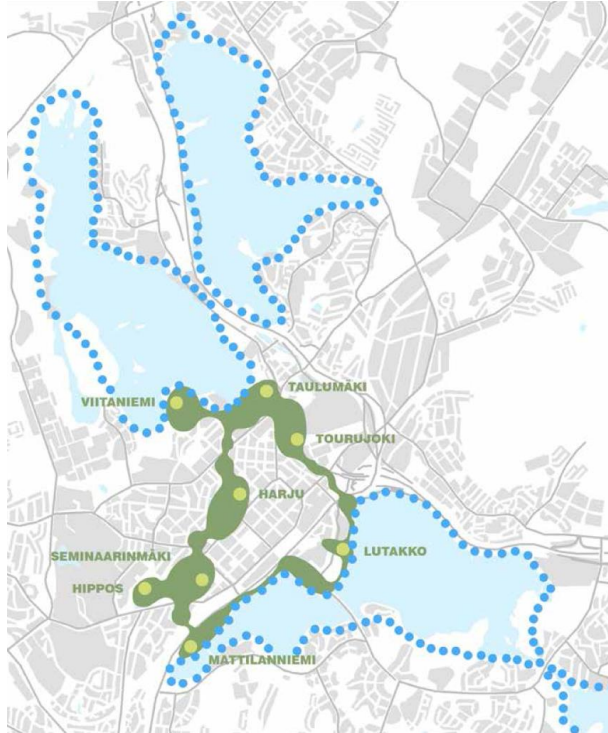 TAULUMÄKI
VIITANIEMI
TOURUJOKI
HARJU
LUTAKKO
SEMINAARINMÄKI
HIPPOS
MATTILANNIEMI